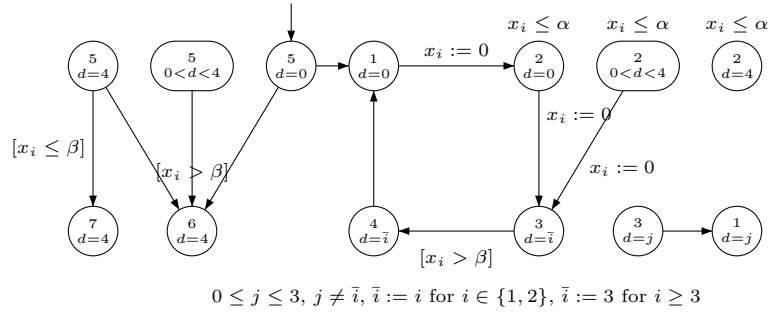 x_i ≤ α x_i ≤ α x_i ≤ α
5 5 5 1 x_i := 0 2 2 2
d=4 0<d<4 d=0 d=0 d=0 0<d<4 d=4
x_i := 0
[x_i ≤ β] [x_i > β] x_i := 0
7 6 4 3 3 1
d=4 d=4 d=i̅ d=i̅ d=j d=j
[x_i > β]
0 ≤ j ≤ 3, j ≠ i̅, i̅ := i for i ∈ {1, 2}, i̅ := 3 for i ≥ 3